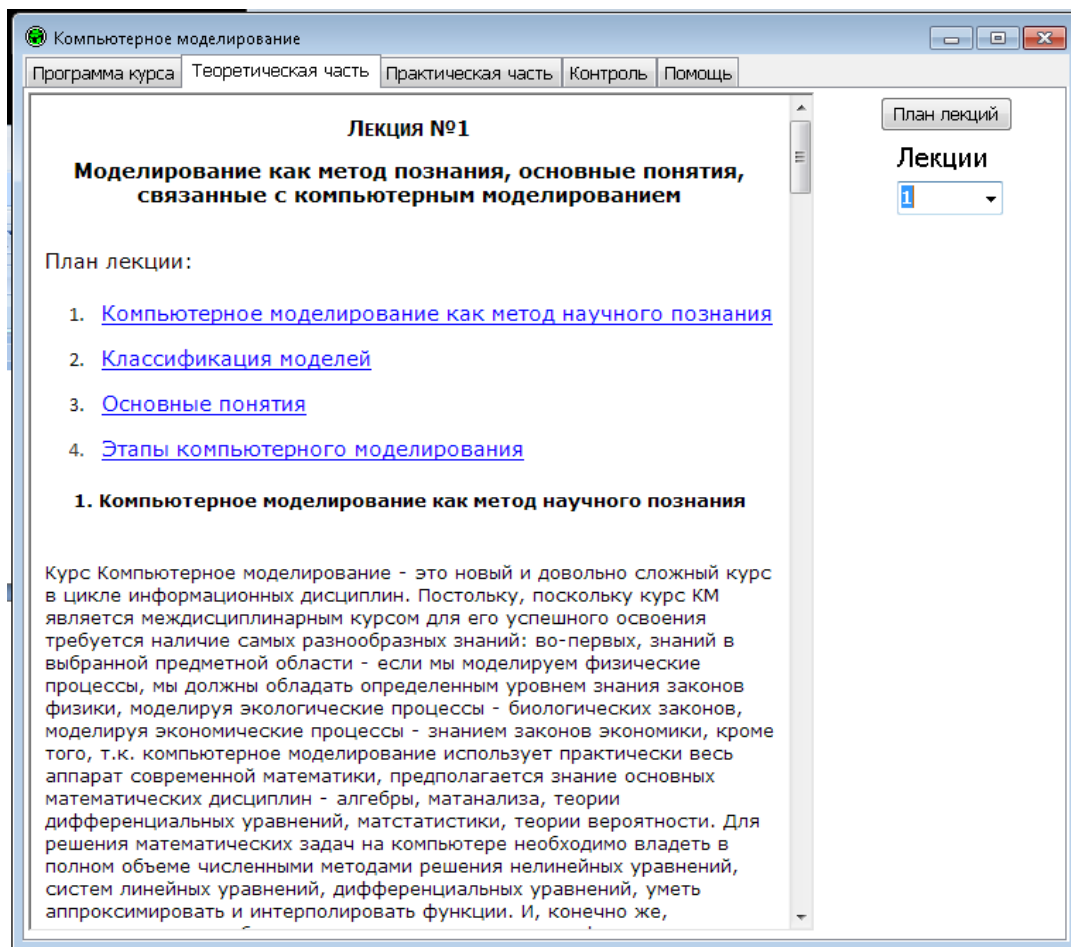 Компьютерное моделирование
Программа курса Теоретическая часть Практическая часть Контроль Помощь
План лекций
Лекции
1
Лекция №1
Моделирование как метод познания, основные понятия,
связанные с компьютерным моделированием
План лекции:
1. Компьютерное моделирование как метод научного познания
2. Классификация моделей
3. Основные понятия
4. Этапы компьютерного моделирования
1. Компьютерное моделирование как метод научного познания
Курс Компьютерное моделирование - это новый и довольно сложный курс
в цикле информационных дисциплин. Постольку, поскольку курс КМ
является междисциплинарным курсом для его успешного освоения
требуется наличие самых разнообразных знаний: во-первых, знаний в
выбранной предметной области - если мы моделируем физические
процессы, мы должны обладать определенным уровнем знания законов
физики, моделируя экологические процессы - биологических законов,
моделируя экономические процессы - знанием законов экономики, кроме
того, т.к. компьютерное моделирование использует практически весь
аппарат современной математики, предполагается знание основных
математических дисциплин - алгебры, матанализа, теории
дифференциальных уравнений, матстатистики, теории вероятности. Для
решения математических задач на компьютере необходимо владеть в
полном объеме численными методами решения нелинейных уравнений,
систем линейных уравнений, дифференциальных уравнений, уметь
аппроксимировать и интерполировать функции. И, конечно же,